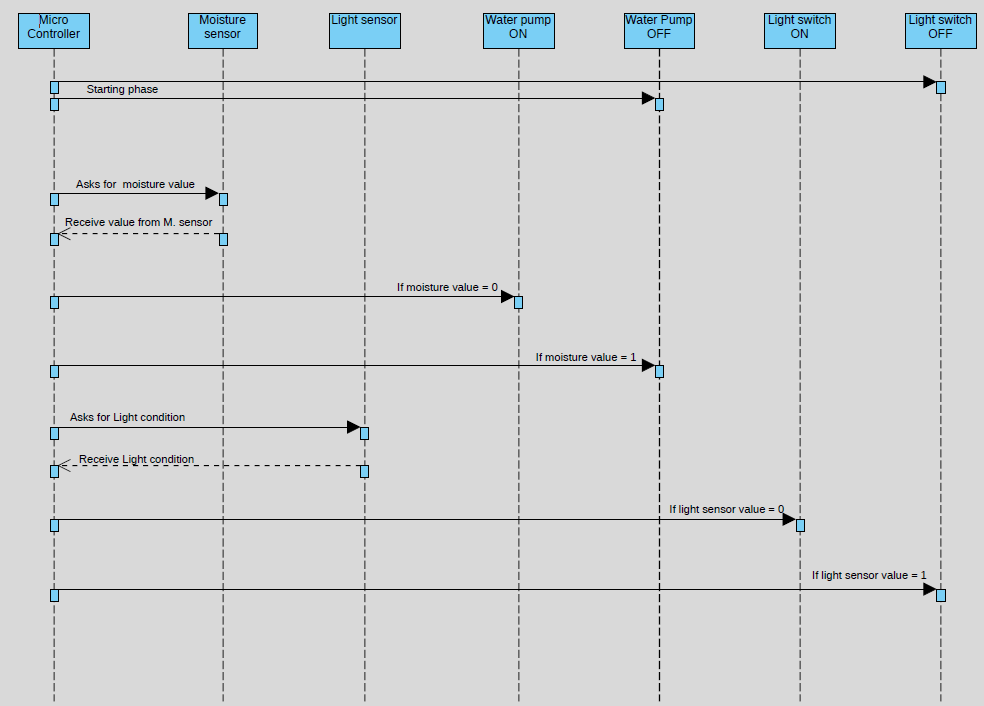 Micro
Controller
Moisture
sensor
Light sensor
Water pump
ON
Water Pump
OFF
Light switch
ON
Light switch
OFF
Starting phase
Asks for  moisture value
Receive value from M. sensor
If moisture value = 0
If moisture value = 1
Asks for Light condition
Receive Light condition
If light sensor value = 0
If light sensor value = 1